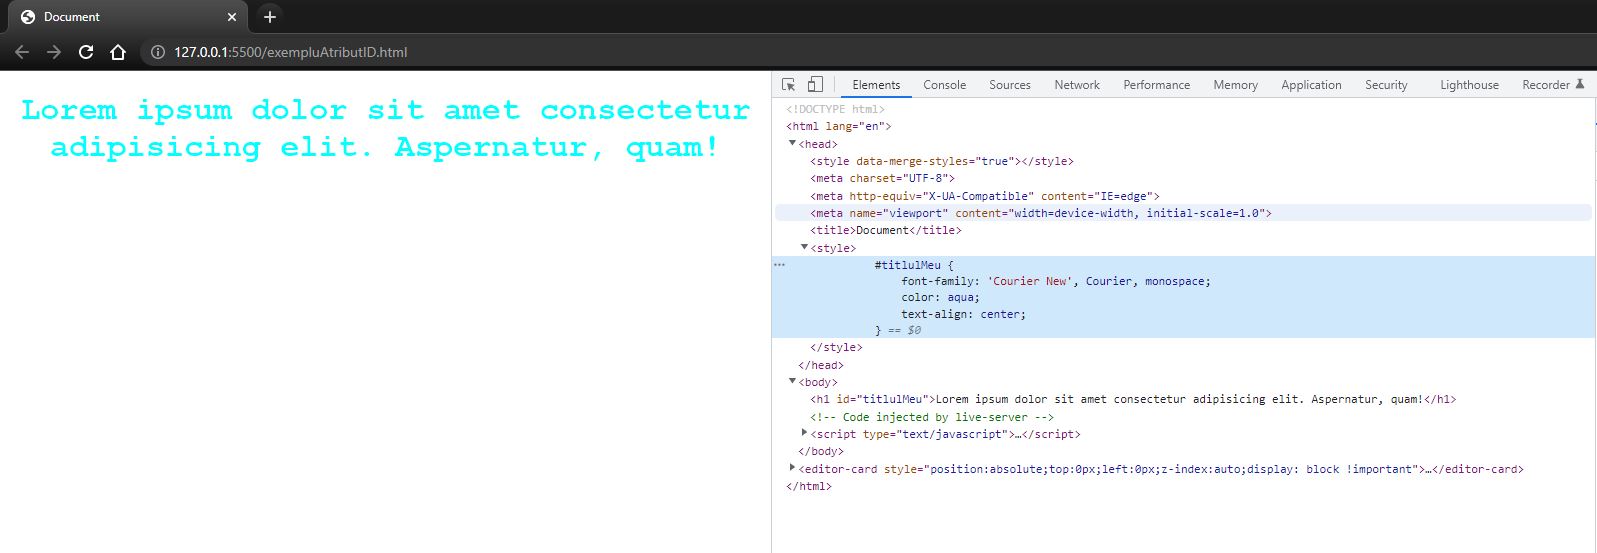 Document
127.0.0.1:5500/exempluAtributID.html
Lorem ipsum dolor sit amet consectetur
adipisicing elit. Aspernatur, quam!
Elements Console Sources Network Performance Memory Application Security Lighthouse Recorder
<!DOCTYPE html>
<html lang="en">
<head>
<style data-merge-styles="true"></style>
<meta charset="UTF-8">
<meta http-equiv="X-UA-Compatible" content="IE=edge">
<meta name="viewport" content="width=device-width, initial-scale=1.0">
<title>Document</title>
<style>
#titlulMeu {
font-family: 'Courier New', Courier, monospace;
color: aqua;
text-align: center;
} == $0
</style>
</head>
<body>
<h1 id="titlulMeu">Lorem ipsum dolor sit amet consectetur adipisicing elit. Aspernatur, quam!</h1>
<!-- Code injected by live-server -->
<script type="text/javascript">…</script>
</body>
<editor-card style="position:absolute;top:0px;left:0px;z-index:auto;display: block !important">…</editor-card>
</html>